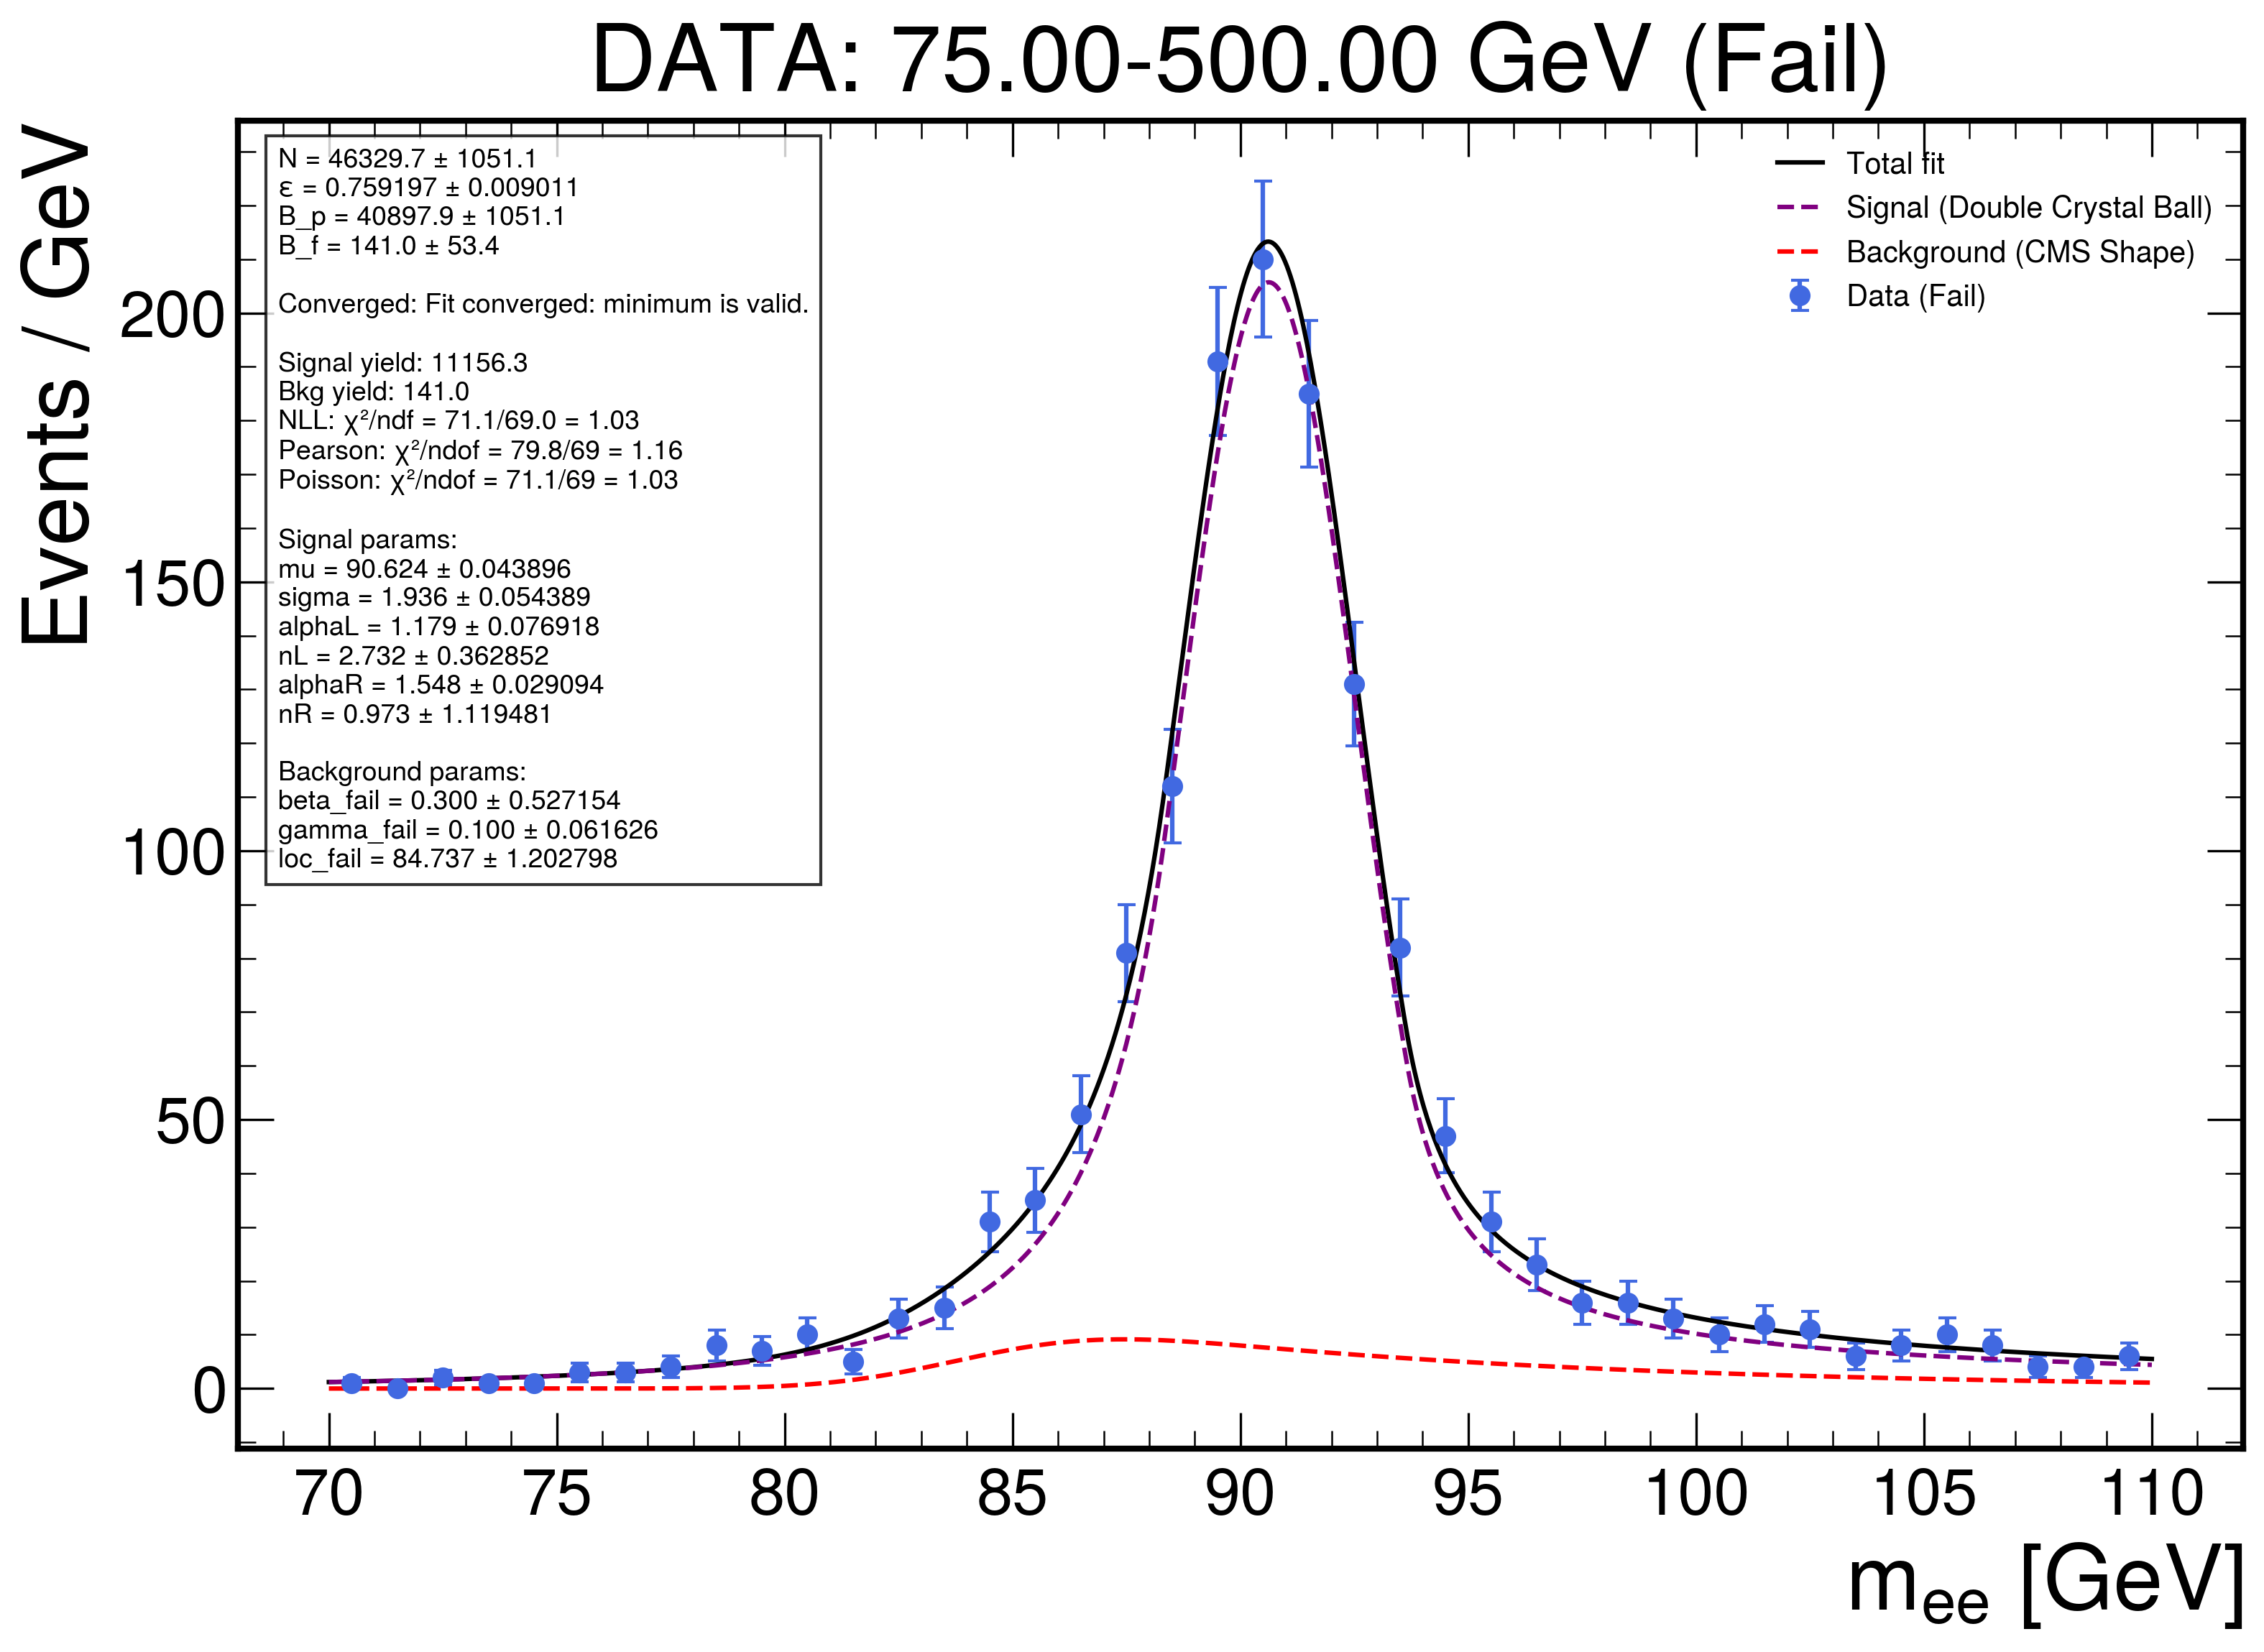 DATA: 75.00-500.00 GeV (Fail)
N = 46329.7 ± 1051.1
ε = 0.759197 ± 0.009011
B_p = 40897.9 ± 1051.1
B_f = 141.0 ± 53.4
Converged: Fit converged: minimum is valid.
Signal yield: 11156.3
Bkg yield: 141.0
NLL: χ²/ndf = 71.1/69.0 = 1.03
Pearson: χ²/ndof = 79.8/69 = 1.16
Poisson: χ²/ndof = 71.1/69 = 1.03
Signal params:
mu = 90.624 ± 0.043896
sigma = 1.936 ± 0.054389
alphaL = 1.179 ± 0.076918
nL = 2.732 ± 0.362852
alphaR = 1.548 ± 0.029094
nR = 0.973 ± 1.119481
Background params:
beta_fail = 0.300 ± 0.527154
gamma_fail = 0.100 ± 0.061626
loc_fail = 84.737 ± 1.202798
Total fit
Signal (Double Crystal Ball)
Background (CMS Shape)
Data (Fail)
Events / GeV
200
150
100
50
0
70 75 80 85 90 95 100 105 110
m_ee [GeV]